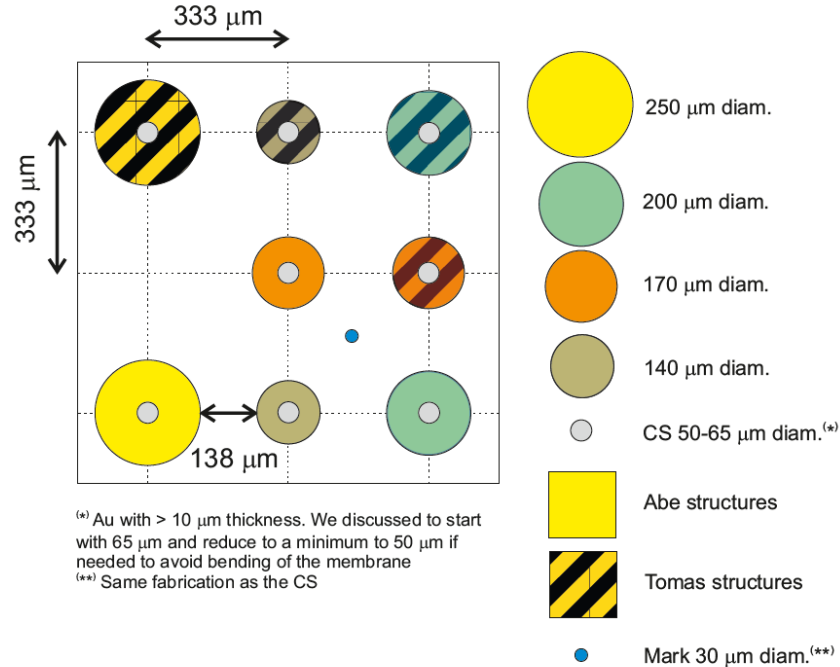 333 μm
333 μm
138 μm
250 μm diam.
200 μm diam.
170 μm diam.
140 μm diam.
CS 50-65 μm diam.(*)
Abe structures
Tomas structures
Mark 30 μm diam.(**)
(*) Au with > 10 μm thickness. We discussed to start
with 65 μm and reduce to a minimum to 50 μm if
needed to avoid bending of the membrane
(**) Same fabrication as the CS